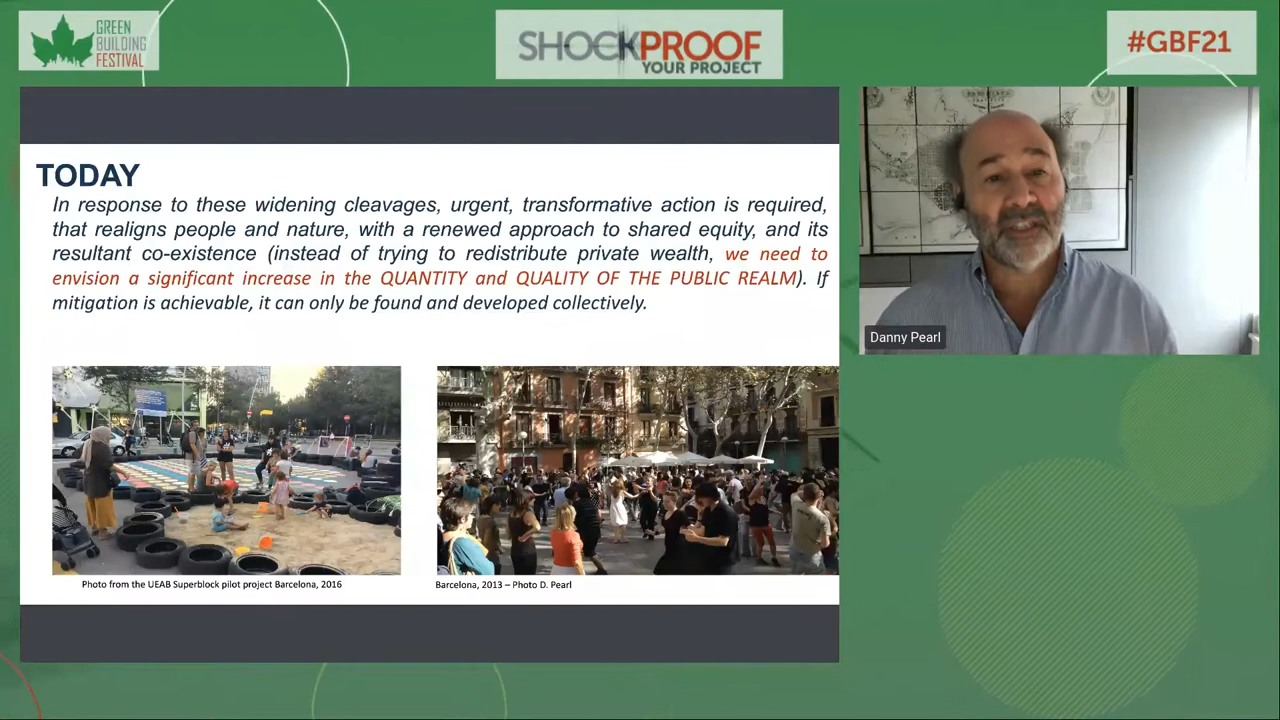 GREEN
BUILDING
FESTIVAL
SHOCKPROOF
YOUR PROJECT
#GBF21
TODAY
In response to these widening cleavages, urgent, transformative action is required,
that realigns people and nature, with a renewed approach to shared equity, and its
resultant co-existence (instead of trying to redistribute private wealth, we need to
envision a significant increase in the QUANTITY and QUALITY OF THE PUBLIC REALM). If
mitigation is achievable, it can only be found and developed collectively.
Photo from the UEAB Superblock pilot project Barcelona, 2016
Barcelona, 2013 – Photo D. Pearl
Danny Pearl